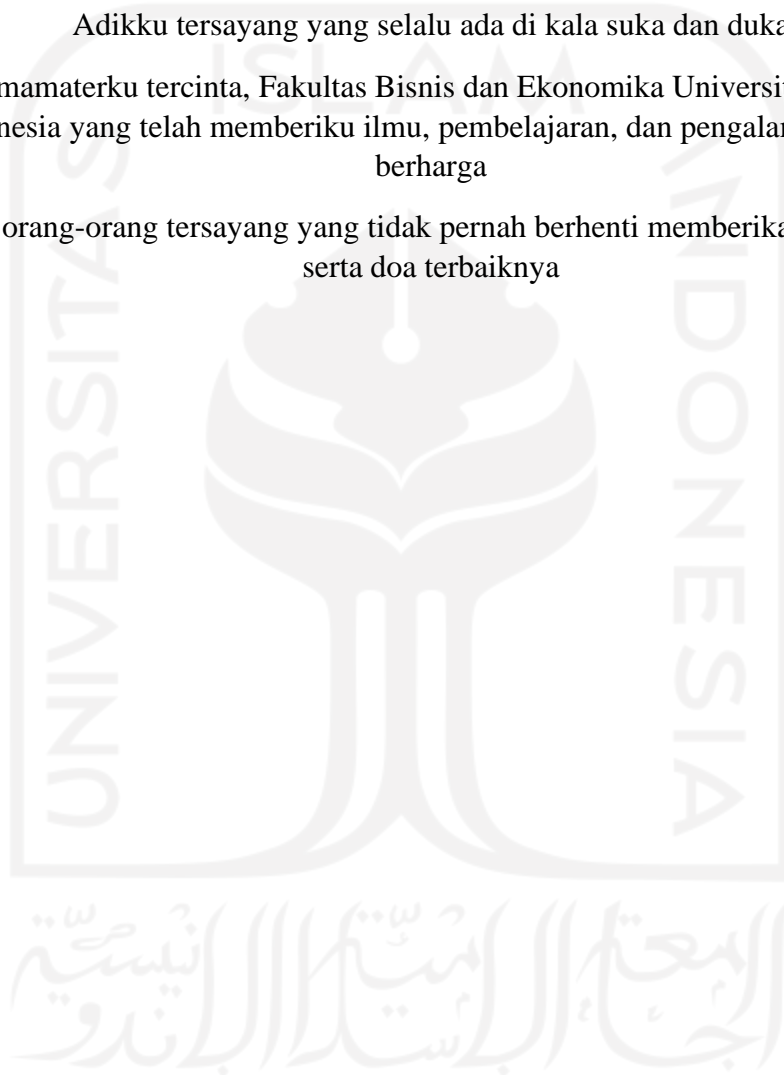 Adikku tersayang yang selalu ada di kala suka dan duka
mamaterku tercinta, Fakultas Bisnis dan Ekonomika Universit
nesia yang telah memberiku ilmu, pembelajaran, dan pengalar
berharga
orang-orang tersayang yang tidak pernah berhenti memberika
serta doa terbaiknya
ISLAM
UNIVERSITAS
INDONESIA